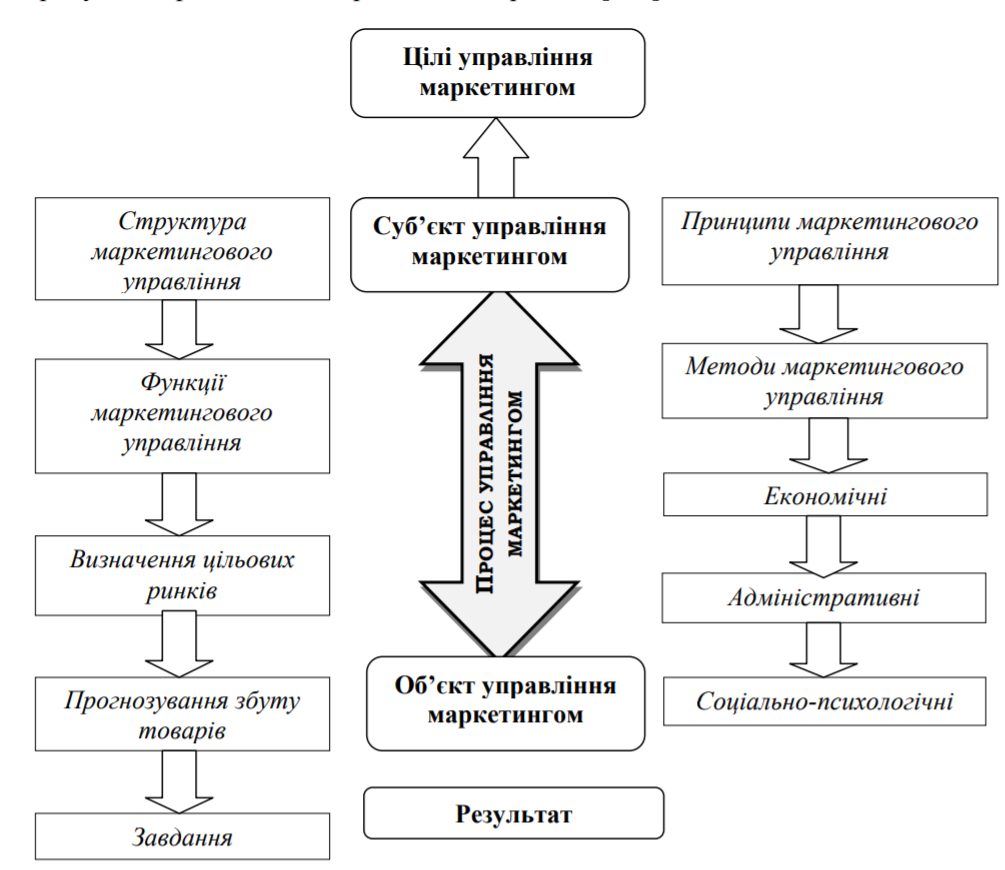 Цілі управління
маркетингом
Структура
маркетингового
управління
Суб’єкт управління
маркетингом
Принципи маркетингового
управління
Функції
маркетингового
управління
Методи маркетингового
управління
ПРОЦЕС УПРАВЛІННЯ
МАРКЕТИНГОМ
Економічні
Визначення цільових
ринків
Адміністративні
Прогнозування збуту
товарів
Об’єкт управління
маркетингом
Соціально-психологічні
Завдання
Результат